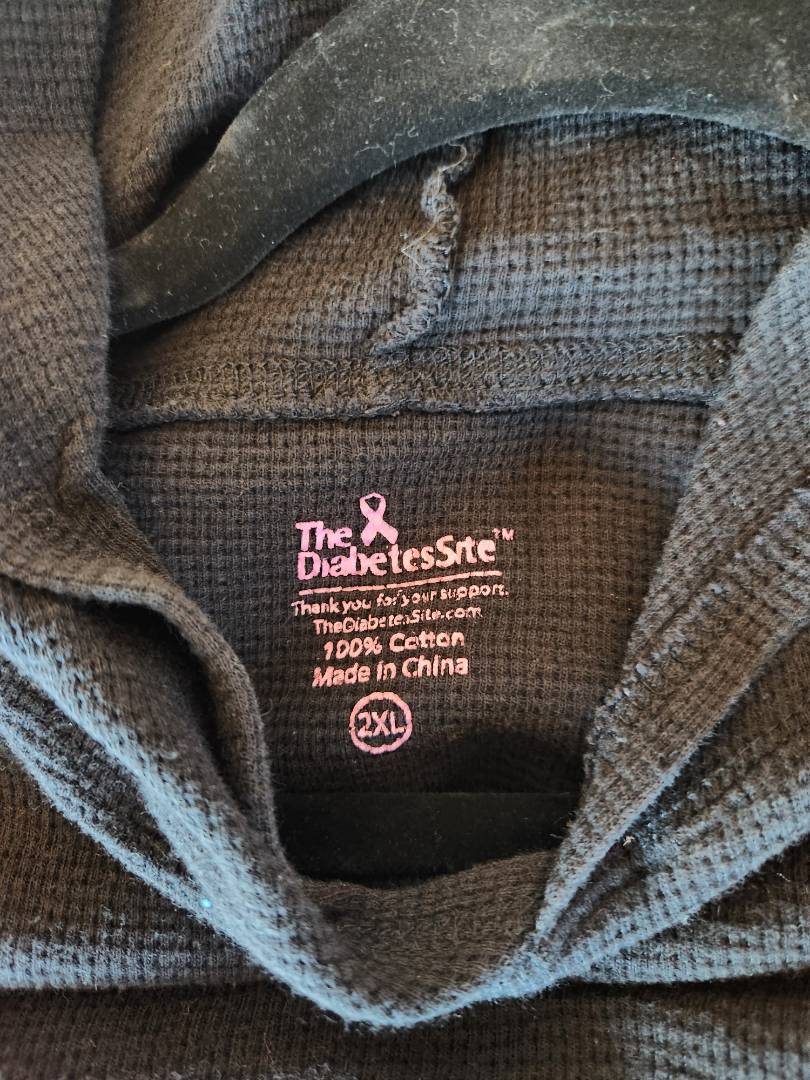 The
DiabetesSite™
Thank you for your support.
TheDiabetesSite.com
100% Cotton
Made in China
2XL